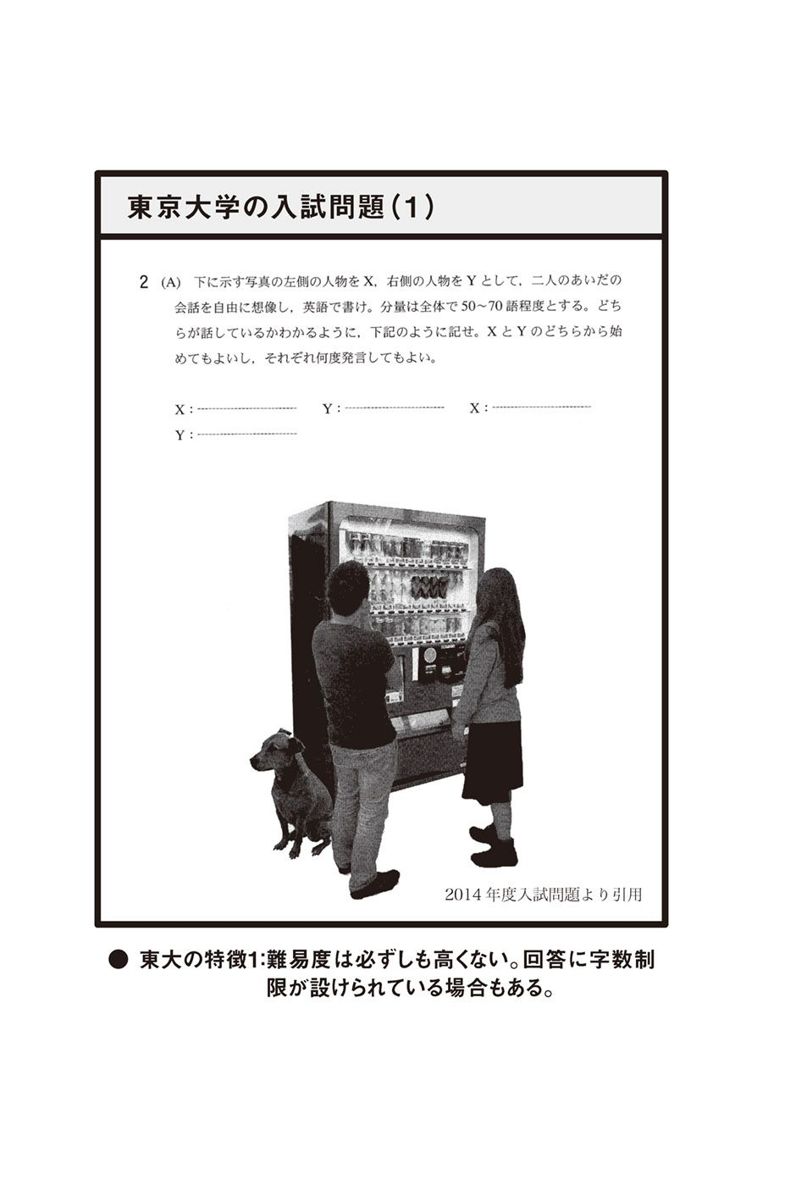 東京大学の入試問題(1)
2 (A) 下に示す写真の左側の人物をX，右側の人物をYとして，二人のあいだの
会話を自由に想像し，英語で書け。分量は全体で50～70語程度とする。どち
らが話しているかわかるように，下記のように記せ。XとYのどちらから始
めてもよいし，それぞれ何度発言してもよい。
X：---------------- Y：---------------- X：----------------
Y：----------------
2014年度入試問題より引用
● 東大の特徴1:難易度は必ずしも高くない。回答に字数制
限が設けられている場合もある。